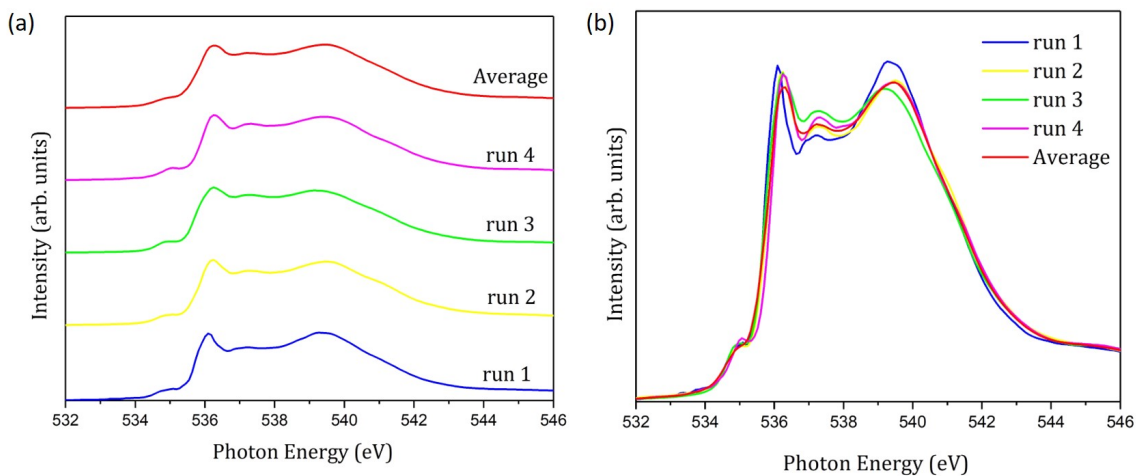 (a)
Intensity (arb. units)
Average
run 4
run 3
run 2
run 1
532 534 536 538 540 542 544 546
Photon Energy (eV)
(b)
Intensity (arb. units)
run 1
run 2
run 3
run 4
Average
532 534 536 538 540 542 544 546
Photon Energy (eV)